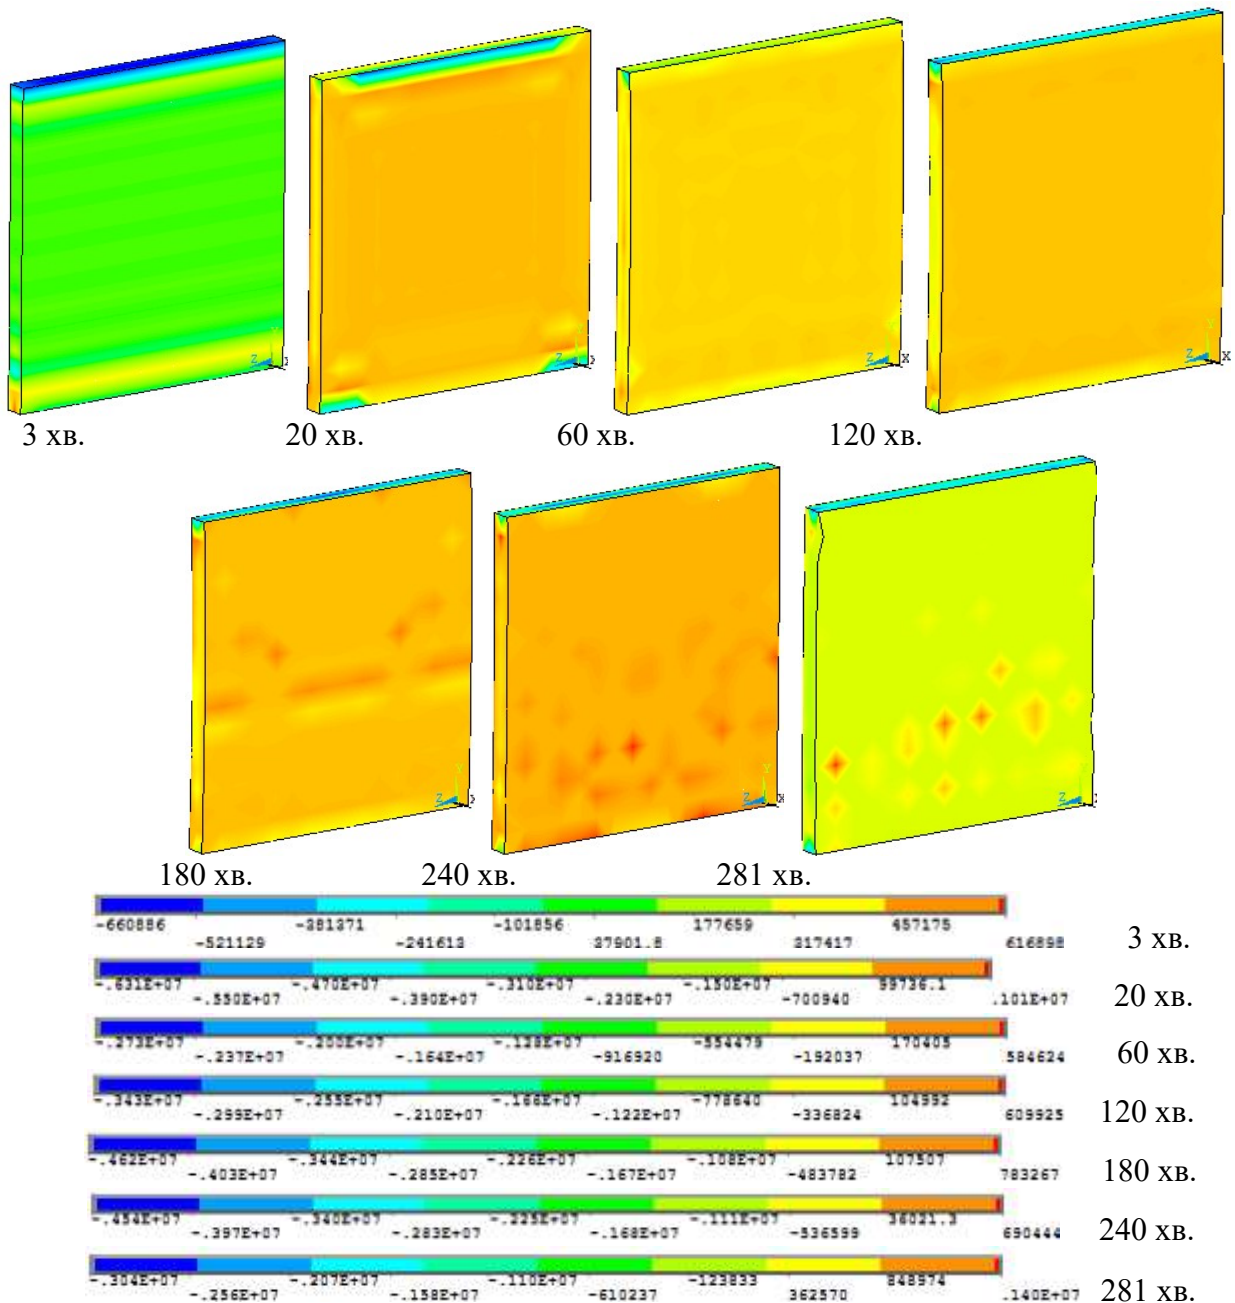 3 хв. 20 хв. 60 хв. 120 хв.
180 хв. 240 хв. 281 хв.
-660886 -381371 -101856 177659 457175
-521129 -241613 37901.8 317417 616898 3 хв.
-.631E+07 -.470E+07 -.310E+07 -.150E+07 99736.1
-.550E+07 -.390E+07 -.230E+07 -700940 .101E+07 20 хв.
-.273E+07 -.200E+07 -.128E+07 -554479 170405
-.237E+07 -.164E+07 -916920 -192037 584624 60 хв.
-.343E+07 -.255E+07 -.166E+07 -778640 104992
-.299E+07 -.210E+07 -.122E+07 -336824 609925 120 хв.
-.462E+07 -.344E+07 -.226E+07 -.108E+07 107507
-.403E+07 -.285E+07 -.167E+07 -483782 783267 180 хв.
-.454E+07 -.340E+07 -.225E+07 -.111E+07 36021.3
-.397E+07 -.283E+07 -.168E+07 -536599 690444 240 хв.
-.304E+07 -.207E+07 -.110E+07 -123833 848974
-.256E+07 -.158E+07 -610237 362570 .140E+07 281 хв.